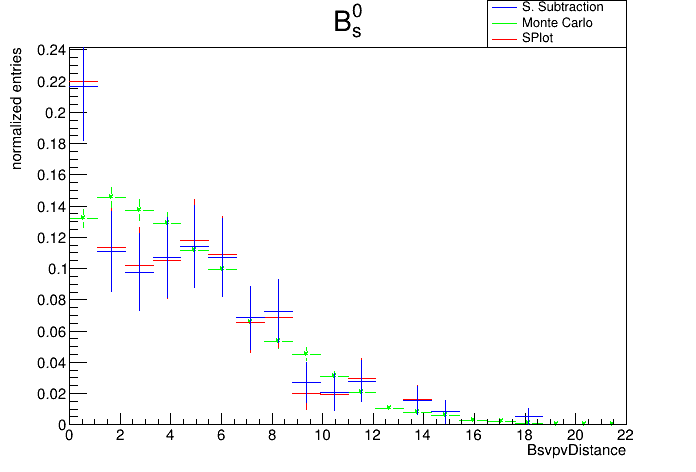 B_s^0
S. Subtraction
Monte Carlo
SPlot
normalized entries
0.24
0.22
0.2
0.18
0.16
0.14
0.12
0.1
0.08
0.06
0.04
0.02
0
0 2 4 6 8 10 12 14 16 18 20 22
BsvpvDistance